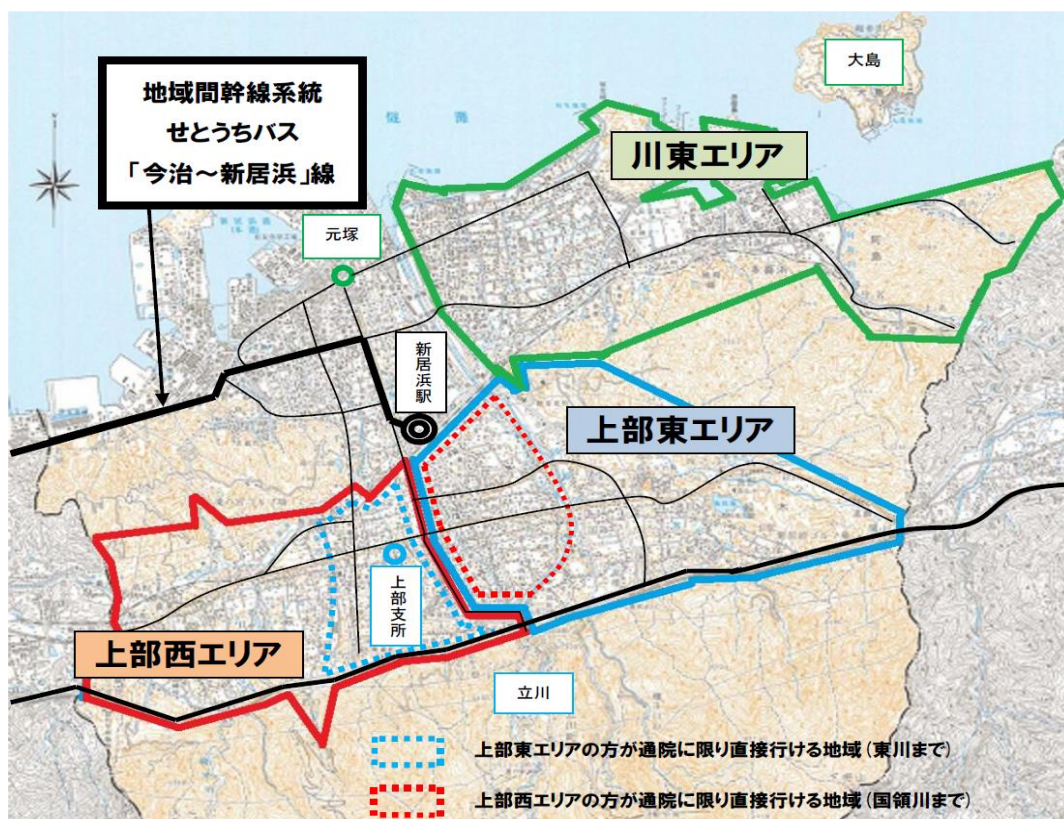 大島
地域間幹線系統
せとうちバス
「今治～新居浜」線
燧 灘
川東エリア
元塚
新居浜駅
上部東エリア
上部支所
上部西エリア
立川
上部東エリアの方が通院に限り直接行ける地域(東川まで)
上部西エリアの方が通院に限り直接行ける地域(国領川まで)